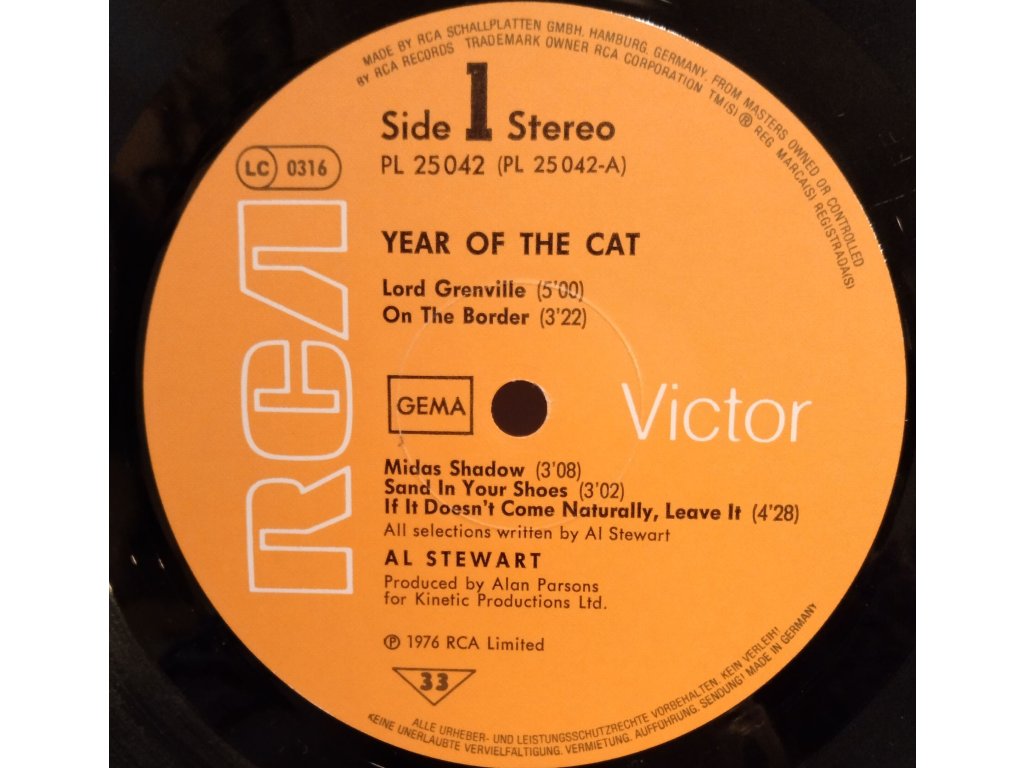 MADE BY RCA SCHALLPLATTEN GMBH, HAMBURG, GERMANY, FROM MASTERS OWNED OR CONTROLLED
BY RCA RECORDS TRADEMARK OWNER RCA CORPORATION TM(S) ® REG MARCA(S) REGISTRADA(S)
Side 1 Stereo
PL 25042 (PL 25042-A)
LC 0316
RCA
YEAR OF THE CAT
Lord Grenville (5'00)
On The Border (3'22)
GEMA
Victor
Midas Shadow (3'08)
Sand In Your Shoes (3'02)
If It Doesn't Come Naturally, Leave It (4'28)
All selections written by Al Stewart
AL STEWART
Produced by Alan Parsons
for Kinetic Productions Ltd.
℗ 1976 RCA Limited
33
ALLE URHEBER- UND LEISTUNGSSCHUTZRECHTE VORBEHALTEN. KEIN VERLEIH!
KEINE UNERLAUBTE VERVIELFÄLTIGUNG, VERMIETUNG, AUFFÜHRUNG, SENDUNG! MADE IN GERMANY